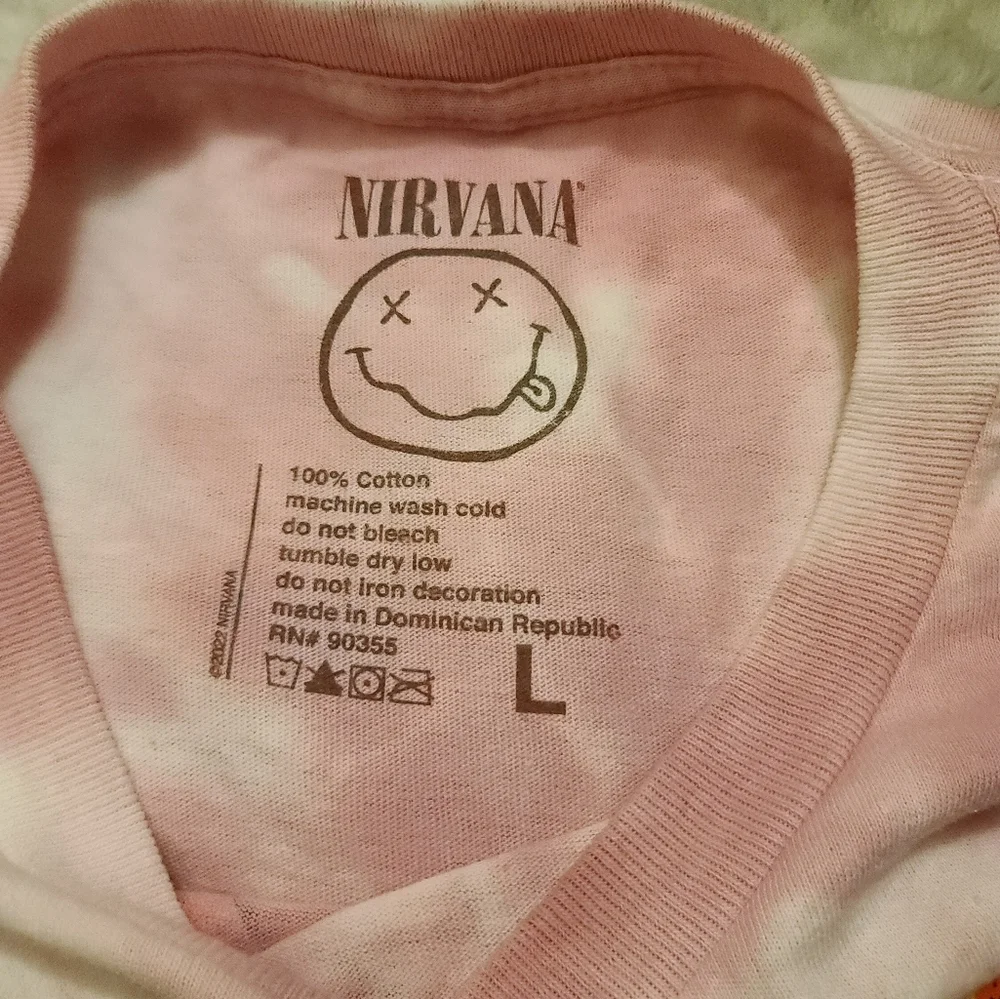 NIRVANA
100% Cotton
machine wash cold
do not bleach
tumble dry low
do not iron decoration
made in Dominican Republic
RN# 90355
L
©2022 NIRVANA